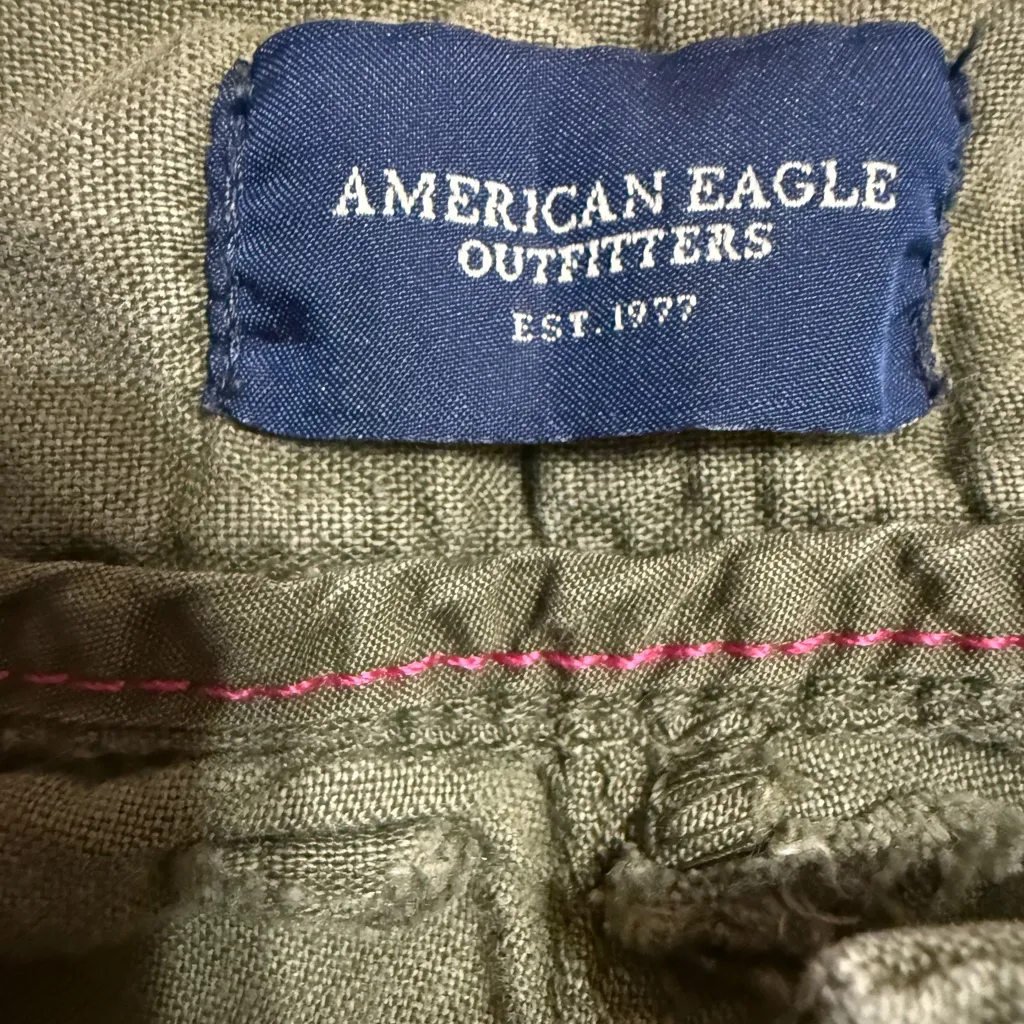 AMERICAN EAGLE
OUTFITTERS
EST. 1977